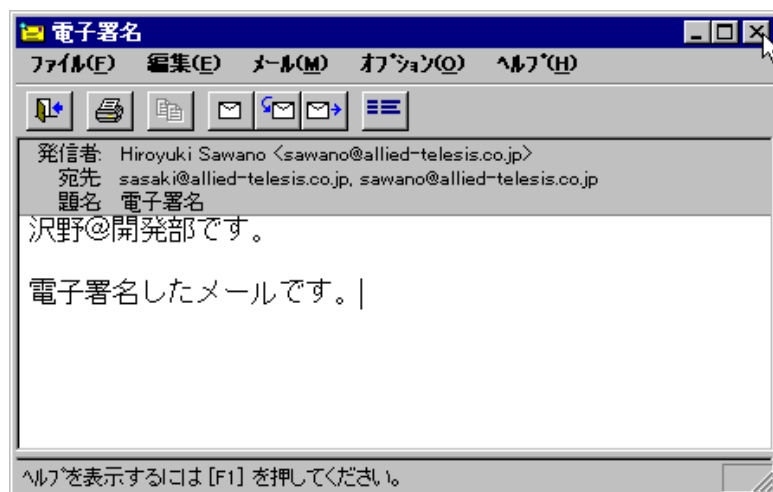 電子署名
ﾌｧｲﾙ(F) 編集(E) ﾒｰﾙ(M) ｵﾌﾟｼｮﾝ(O) ﾍﾙﾌﾟ(H)
発信者: Hiroyuki Sawano <sawano@allied-telesis.co.jp>
宛先 sasaki@allied-telesis.co.jp, sawano@allied-telesis.co.jp
題名 電子署名
沢野@開発部です。
電子署名したメールです。
ﾍﾙﾌﾟを表示するには [F1] を押してください。